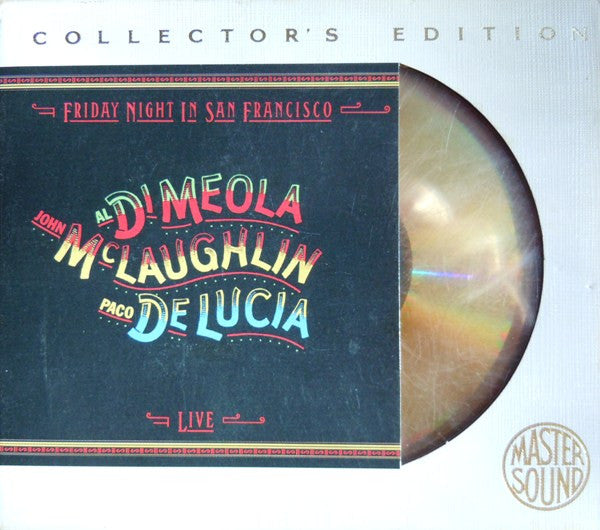 COLLECTOR'S EDITION
FRIDAY NIGHT IN SAN FRANCISCO
AL DI MEOLA
JOHN MCLAUGHLIN
PACO DE LUCIA
LIVE
MASTER
SOUND